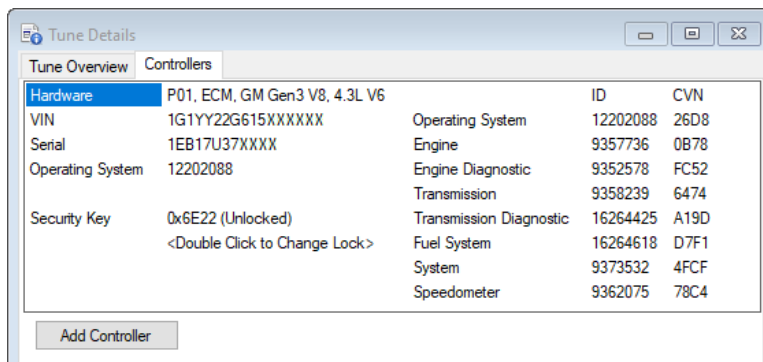 Tune Details
Tune Overview Controllers
Hardware P01, ECM, GM Gen3 V8, 4.3L V6 ID CVN
VIN 1G1YY22G615XXXXXX Operating System 12202088 26D8
Serial 1EB17U37XXXX Engine 9357736 0B78
Operating System 12202088 Engine Diagnostic 9352578 FC52
Transmission 9358239 6474
Security Key 0x6E22 (Unlocked) Transmission Diagnostic 16264425 A19D
<Double Click to Change Lock> Fuel System 16264618 D7F1
System 9373532 4FCF
Speedometer 9362075 78C4
Add Controller